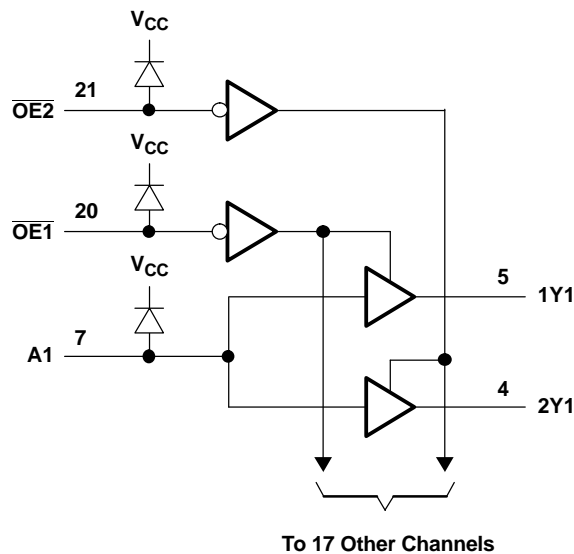 VCC
21
OE2
VCC
20
OE1
VCC
7
A1
5
1Y1
4
2Y1
To 17 Other Channels